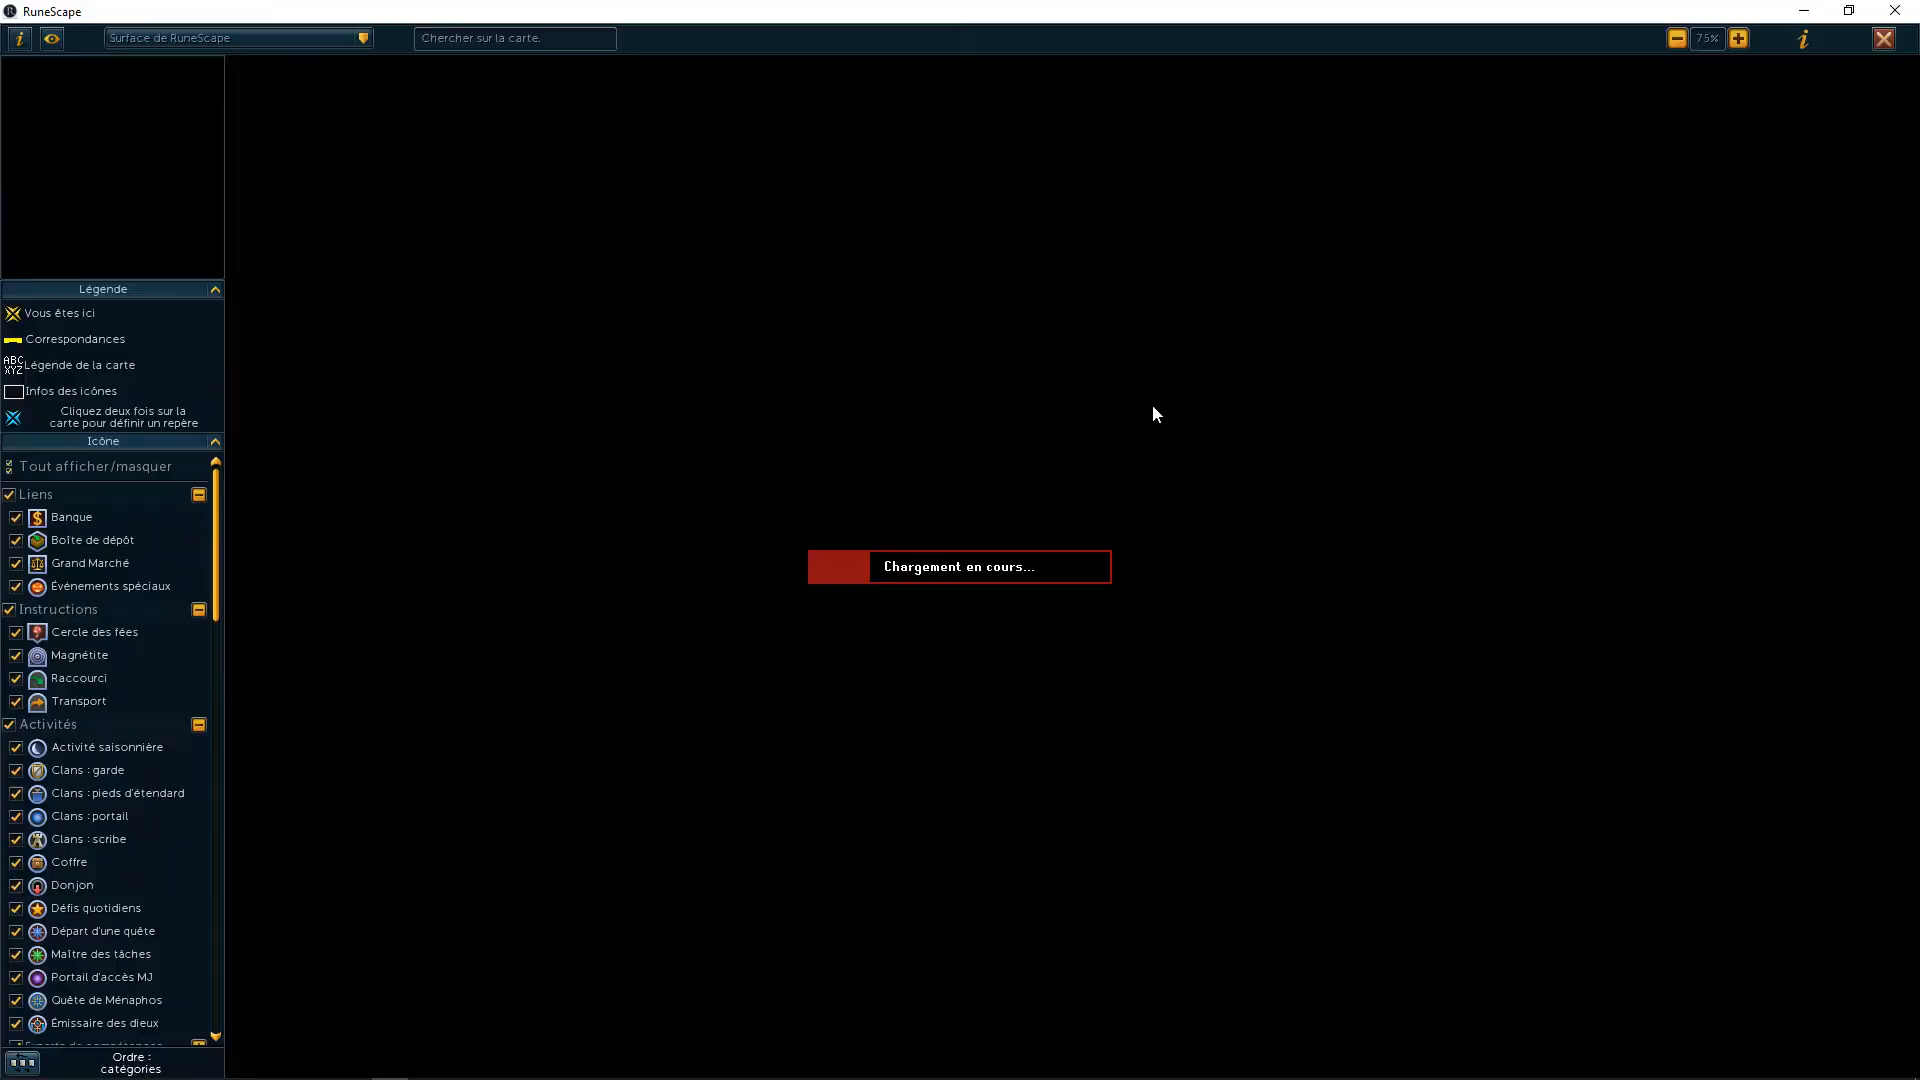 RuneScape
Surface de RuneScape
Chercher sur la carte.
75%
Légende
Vous êtes ici
Correspondances
ABC
XYZ
Légende de la carte
Infos des icônes
Cliquez deux fois sur la
carte pour définir un repère
Icône
Tout afficher/masquer
Liens
Banque
Boîte de dépôt
Grand Marché
Événements spéciaux
Instructions
Cercle des fées
Magnétite
Raccourci
Transport
Activités
Activité saisonnière
Clans : garde
Clans : pieds d'étendard
Clans : portail
Clans : scribe
Coffre
Donjon
Défis quotidiens
Départ d'une quête
Maître des tâches
Portail d'accès MJ
Quête de Ménaphos
Émissaire des dieux
Ordre :
catégories
Chargement en cours...